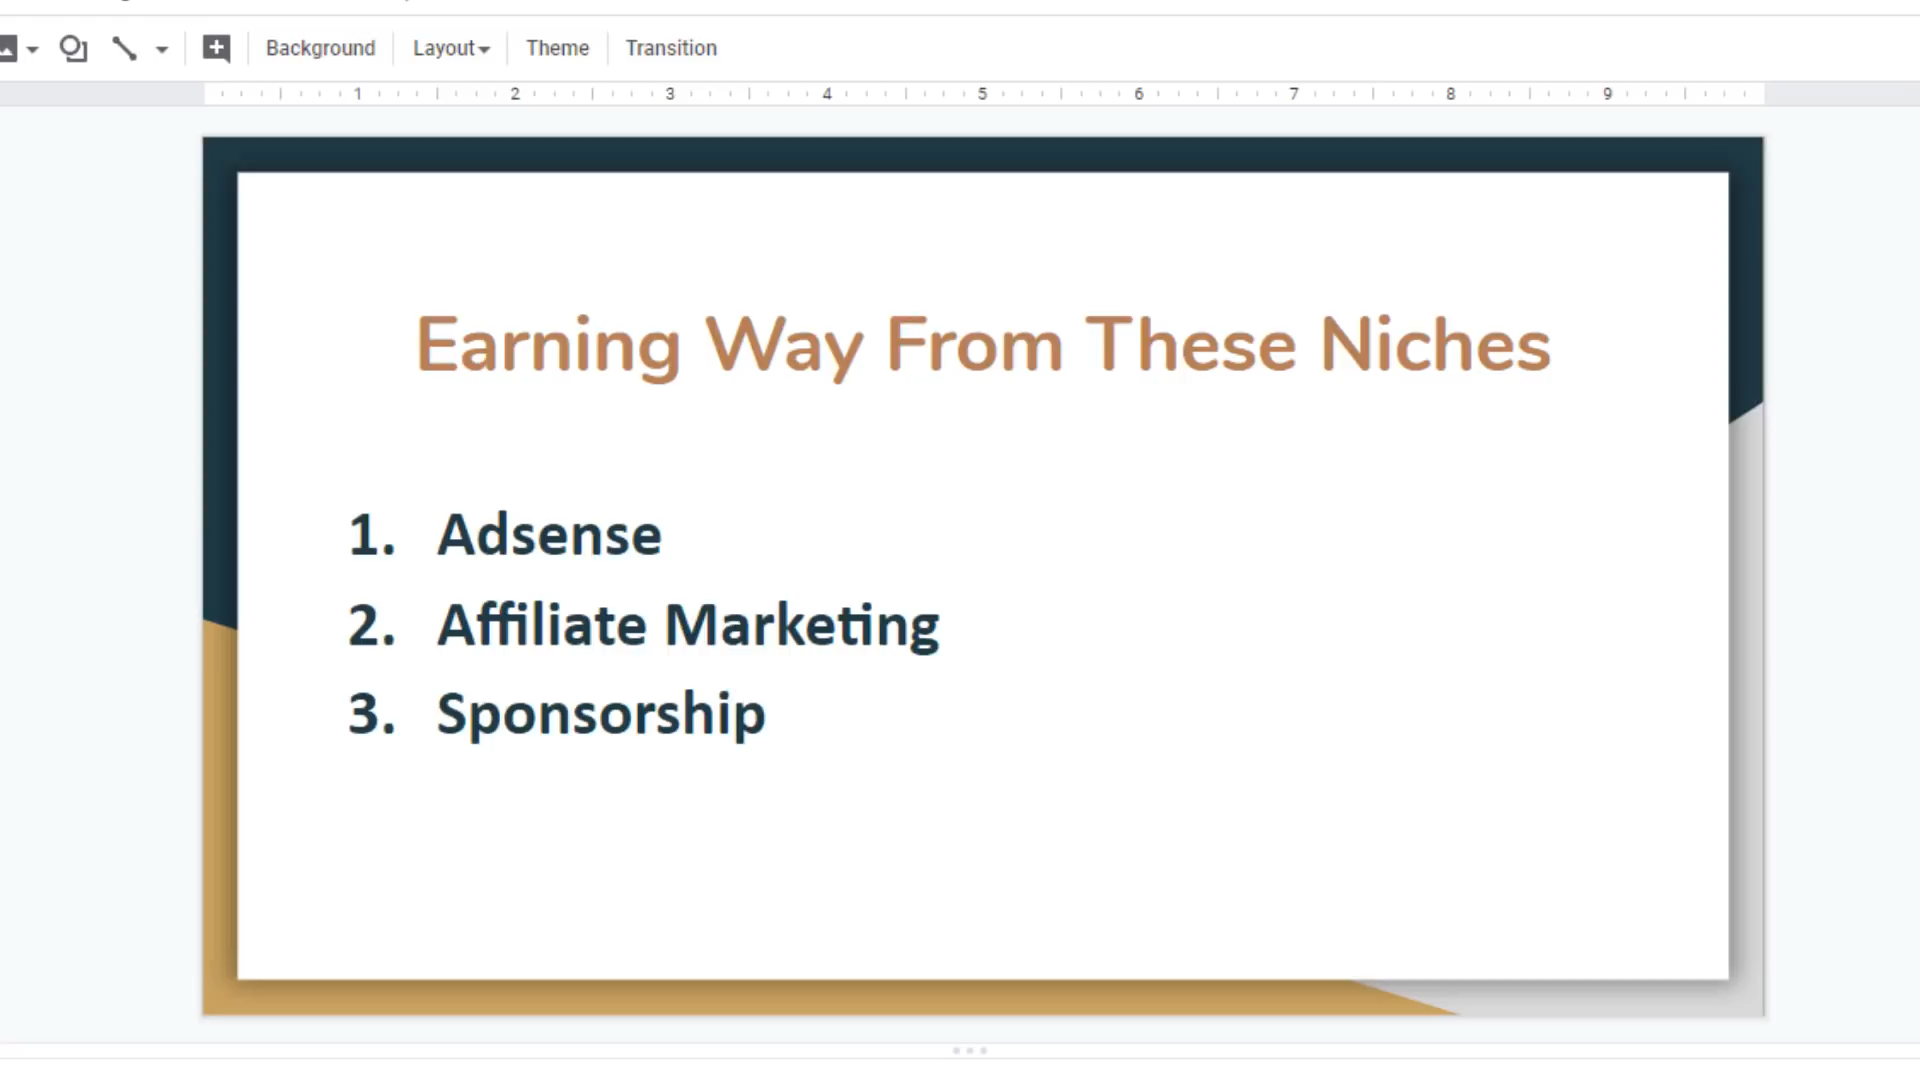 Background Layout Theme Transition
1 2 3 4 5 6 7 8 9
Earning Way From These Niches
1. Adsense
2. Affiliate Marketing
3. Sponsorship